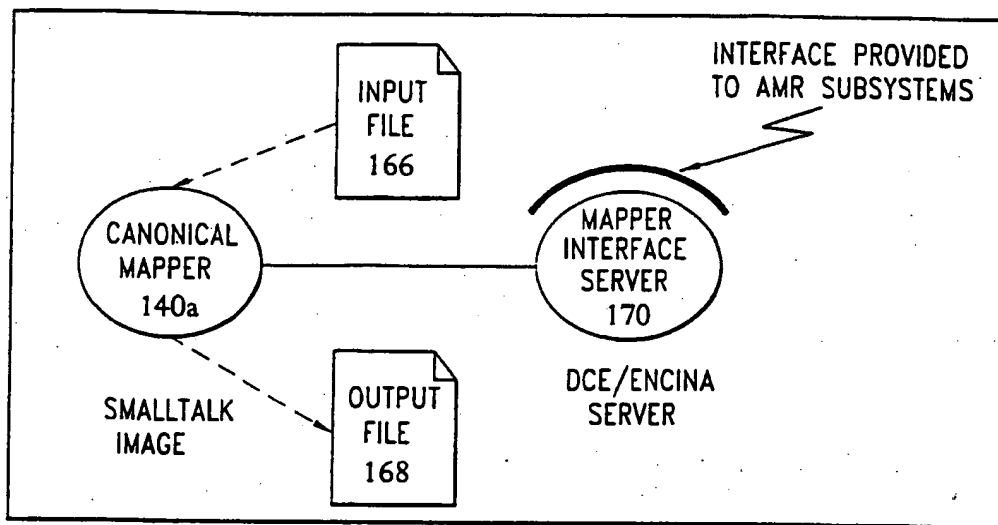 INTERFACE PROVIDED
TO AMR SUBSYSTEMS
INPUT
FILE
166
CANONICAL
MAPPER
140a
MAPPER
INTERFACE
SERVER
170
SMALLTALK
IMAGE
OUTPUT
FILE
168
DCE/ENCINA
SERVER